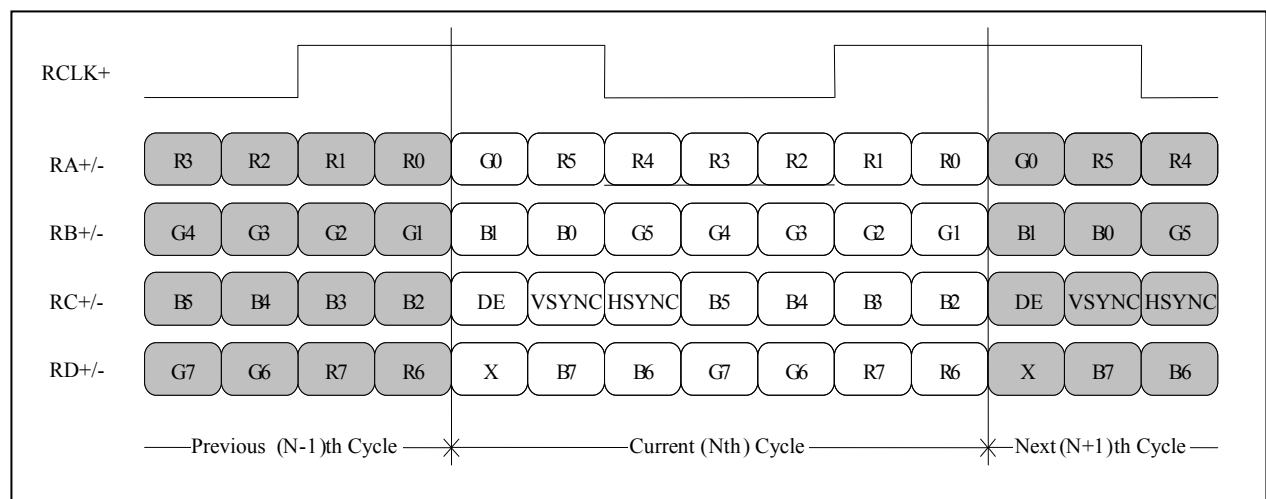 RCLK+
RA+/- R3 R2 R1 R0 G0 R5 R4 R3 R2 R1 R0 G0 R5 R4
RB+/- G4 G3 G2 G1 B1 B0 G5 G4 G3 G2 G1 B1 B0 G5
RC+/- B5 B4 B3 B2 DE VSYNC HSYNC B5 B4 B3 B2 DE VSYNC HSYNC
RD+/- G7 G6 R7 R6 X B7 B6 G7 G6 R7 R6 X B7 B6
Previous (N-1)th Cycle Current (Nth) Cycle Next (N+1)th Cycle